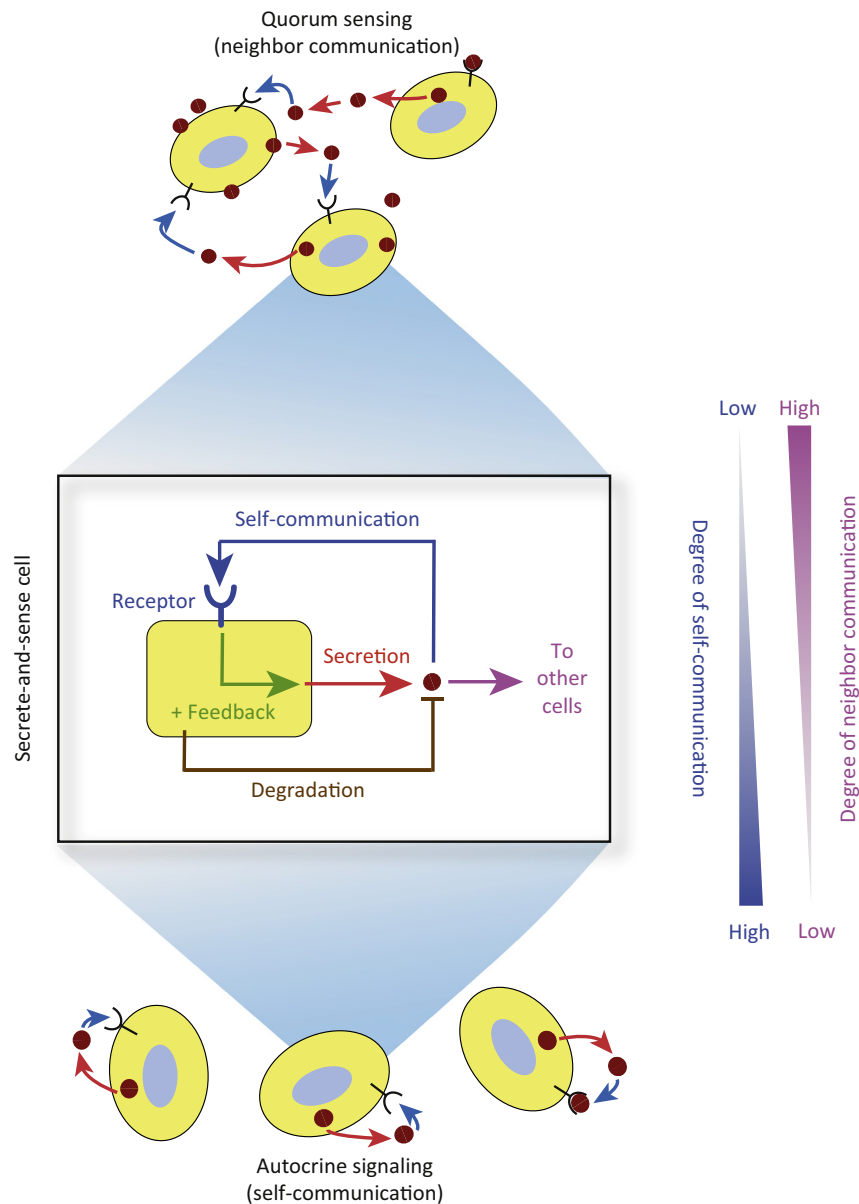 Quorum sensing
(neighbor communication)
Low
High
Secrete-and-sense cell
Self-communication
Receptor
Secretion
To
other
cells
+ Feedback
Degradation
Degree of self-communication
Degree of neighbor communication
High
Low
Autocrine signaling
(self-communication)